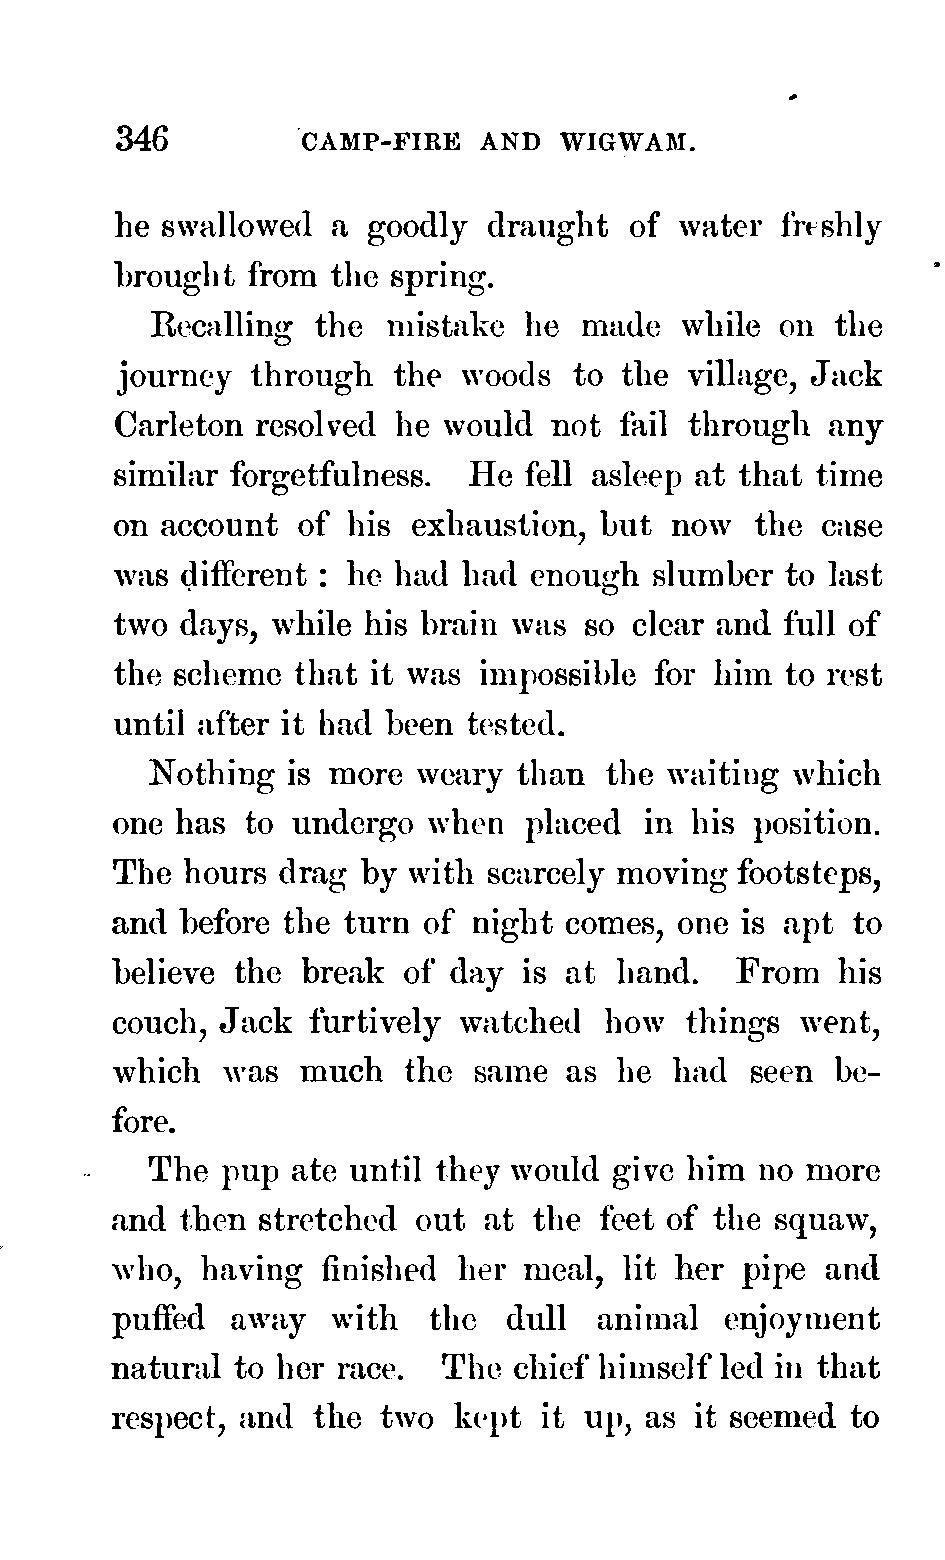 346 CAMP-FIRE AND WIGWAM.
he swallowed a goodly draught of water freshly
brought from the spring.
Recalling the mistake he made while on the
journey through the woods to the village, Jack
Carleton resolved he would not fail through any
similar forgetfulness. He fell asleep at that time
on account of his exhaustion, but now the case
was different : he had had enough slumber to last
two days, while his brain was so clear and full of
the scheme that it was impossible for him to rest
until after it had been tested.
Nothing is more weary than the waiting which
one has to undergo when placed in his position.
The hours drag by with scarcely moving footsteps,
and before the turn of night comes, one is apt to
believe the break of day is at hand. From his
couch, Jack furtively watched how things went,
which was much the same as he had seen be-
fore.
The pup ate until they would give him no more
and then stretched out at the feet of the squaw,
who, having finished her meal, lit her pipe and
puffed away with the dull animal enjoyment
natural to her race. The chief himself led in that
respect, and the two kept it up, as it seemed to